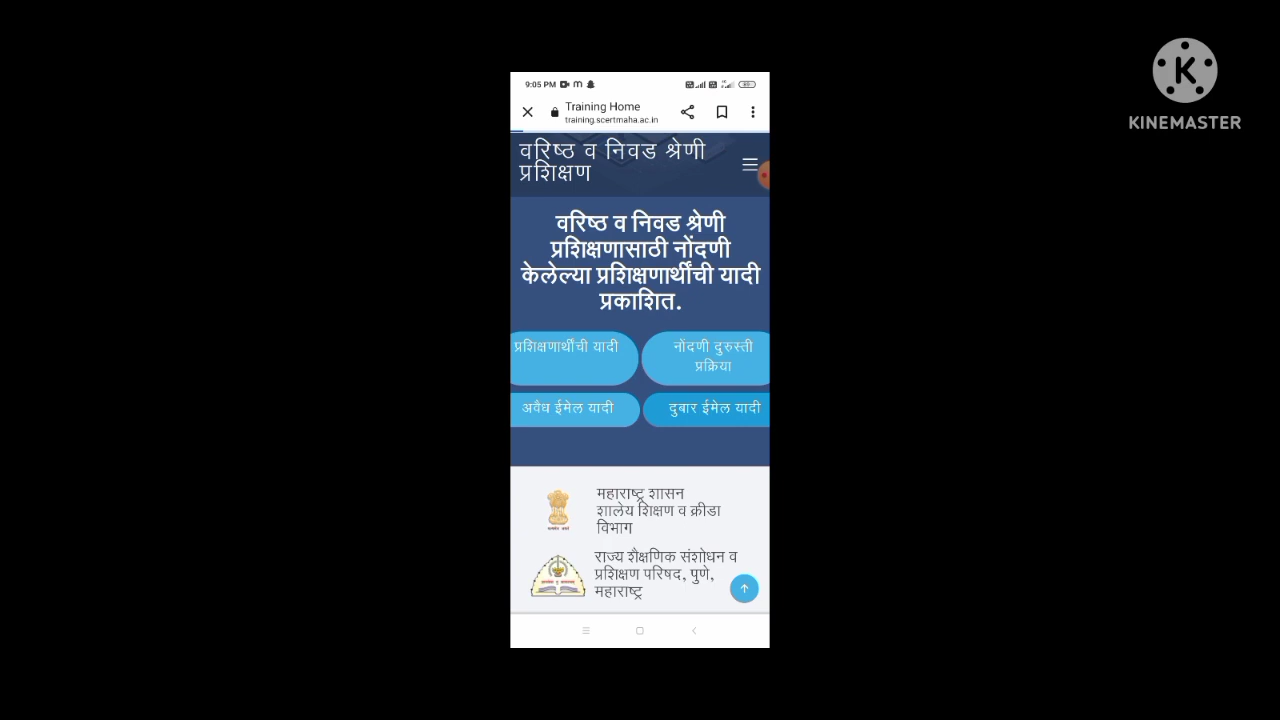 9:05 PM
Training Home
training.scertmaha.ac.in
वरिष्ठ व निवड श्रेणी
प्रशिक्षण
वरिष्ठ व निवड श्रेणी
प्रशिक्षणासाठी नोंदणी
केलेल्या प्रशिक्षणार्थींची यादी
प्रकाशित.
प्रशिक्षणार्थींची यादी
नोंदणी दुरुस्ती
प्रक्रिया
अवैध ईमेल यादी
दुबार ईमेल यादी
महाराष्ट्र शासन
शालेय शिक्षण व क्रीडा
विभाग
राज्य शैक्षणिक संशोधन व
प्रशिक्षण परिषद, पुणे,
महाराष्ट्र
K
KINEMASTER